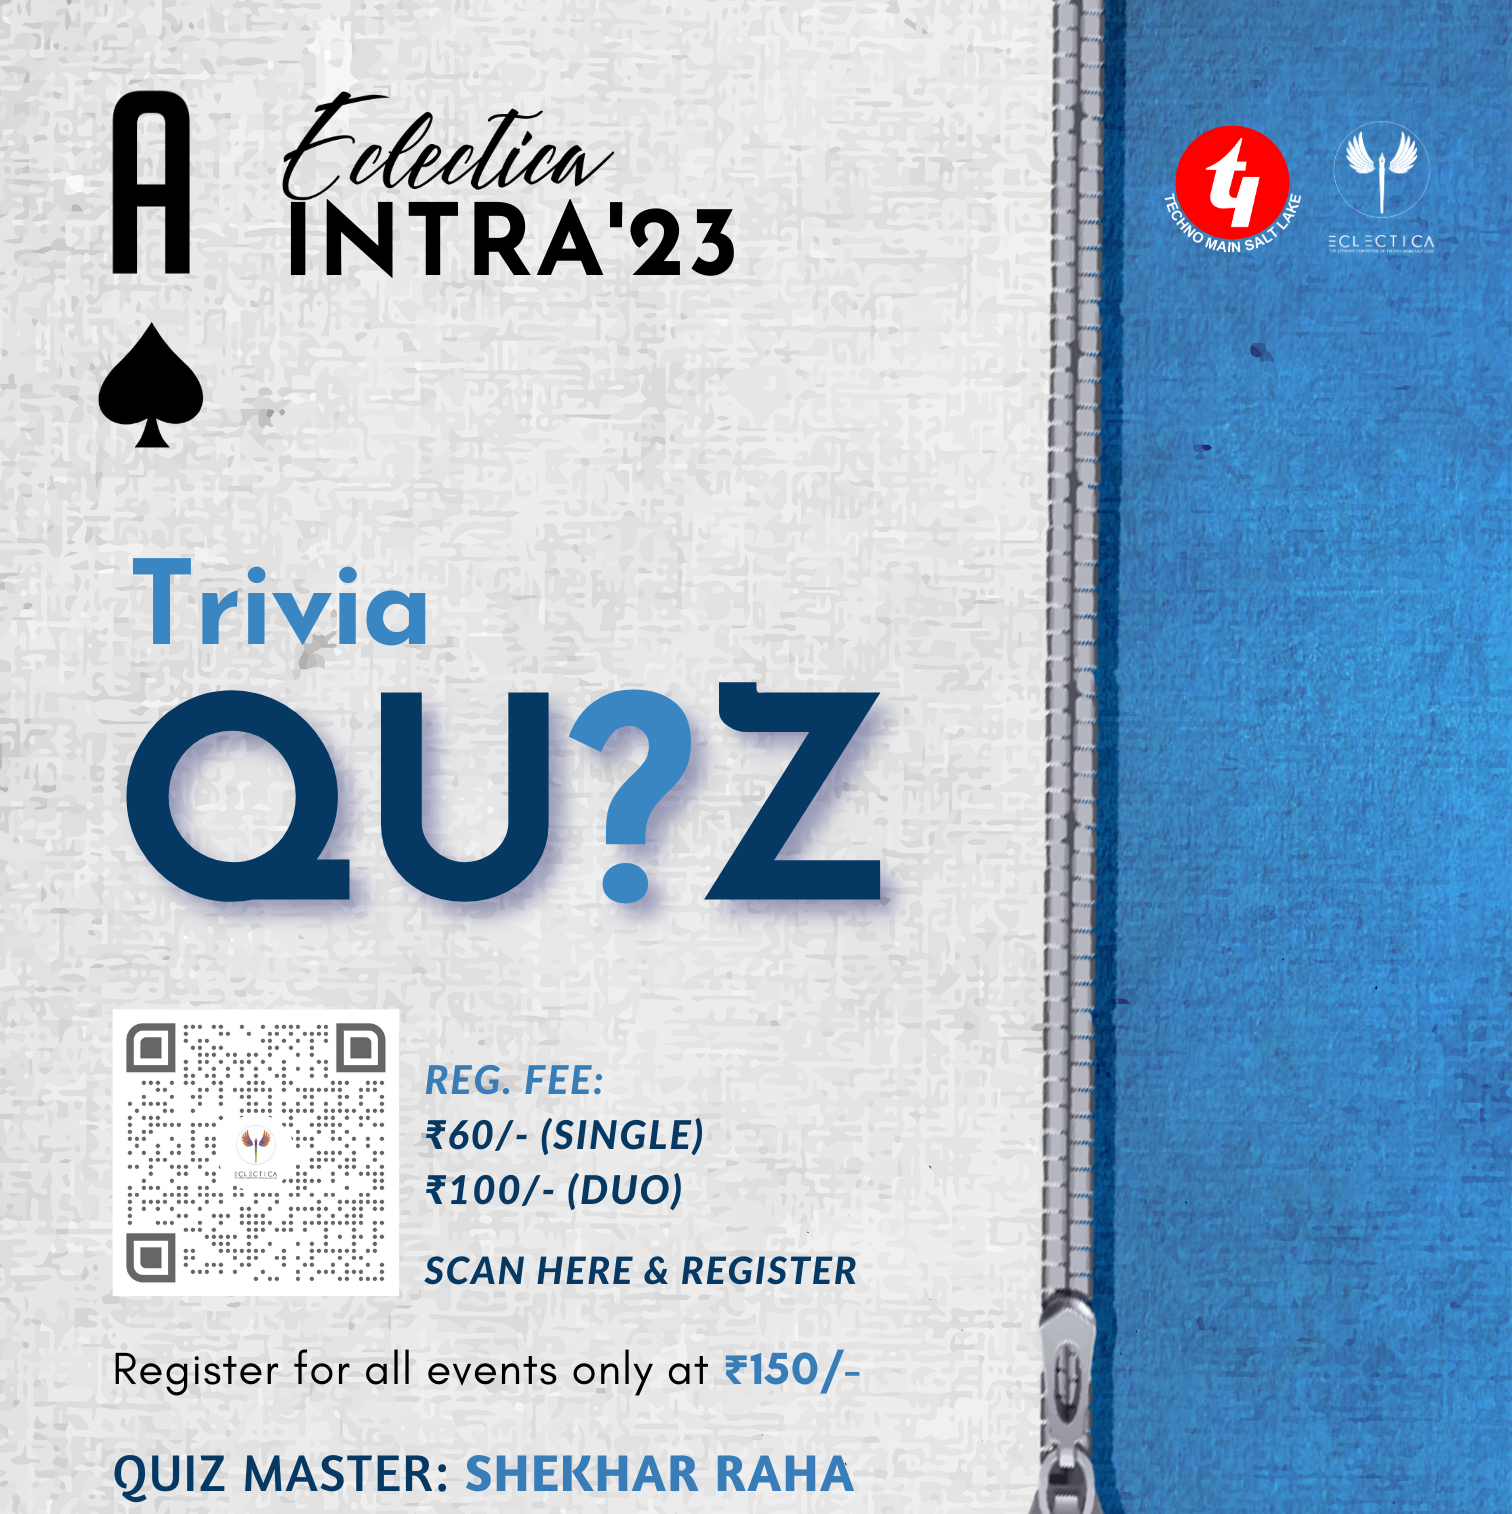 A
Eclectica
INTRA'23
TECHNO MAIN SALT LAKE
ECLECTICA
Trivia
QU?Z
ECLECTICA
REG. FEE:
₹60/- (SINGLE)
₹100/- (DUO)
SCAN HERE & REGISTER
Register for all events only at ₹150/-
QUIZ MASTER: SHEKHAR RAHA